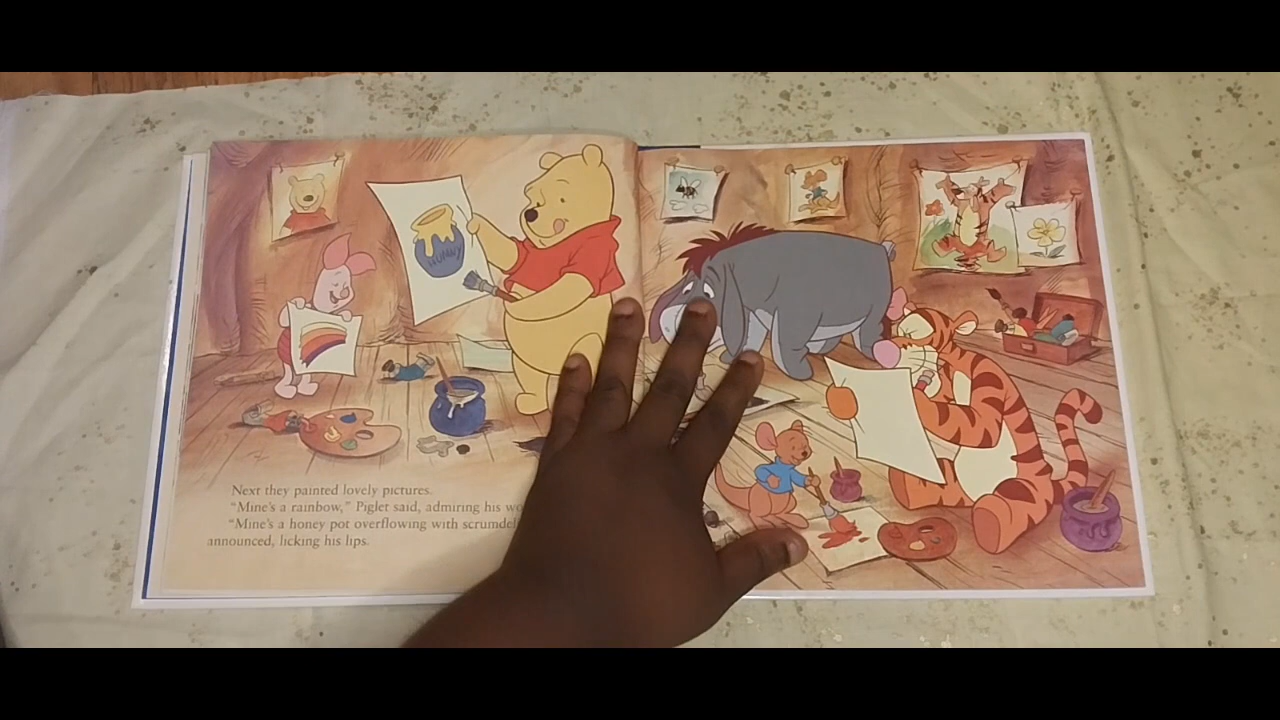 HUNNY
Next they painted lovely pictures.
"Mine's a rainbow," Piglet said, admiring his
"Mine's a honey pot overflowing with
announced, licking his lips.